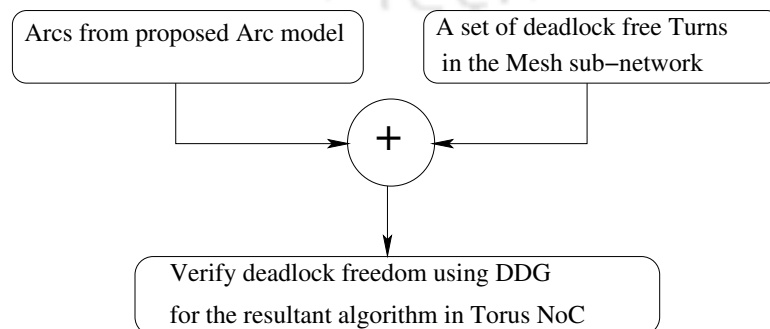 Arcs from proposed Arc model
A set of deadlock free Turns
in the Mesh sub−network
+
Verify deadlock freedom using DDG
for the resultant algorithm in Torus NoC